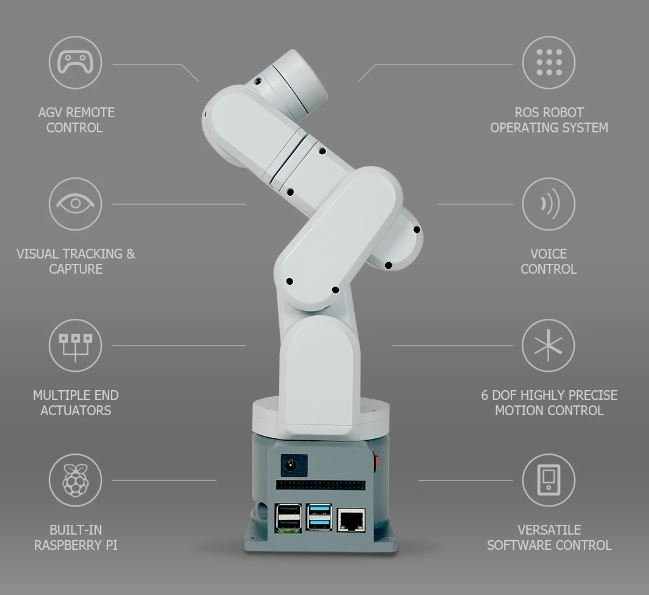 AGV REMOTE
CONTROL
ROS ROBOT
OPERATING SYSTEM
VISUAL TRACKING &
CAPTURE
VOICE
CONTROL
MULTIPLE END
ACTUATORS
6 DOF HIGHLY PRECISE
MOTION CONTROL
BUILT-IN
RASPBERRY PI
VERSATILE
SOFTWARE CONTROL